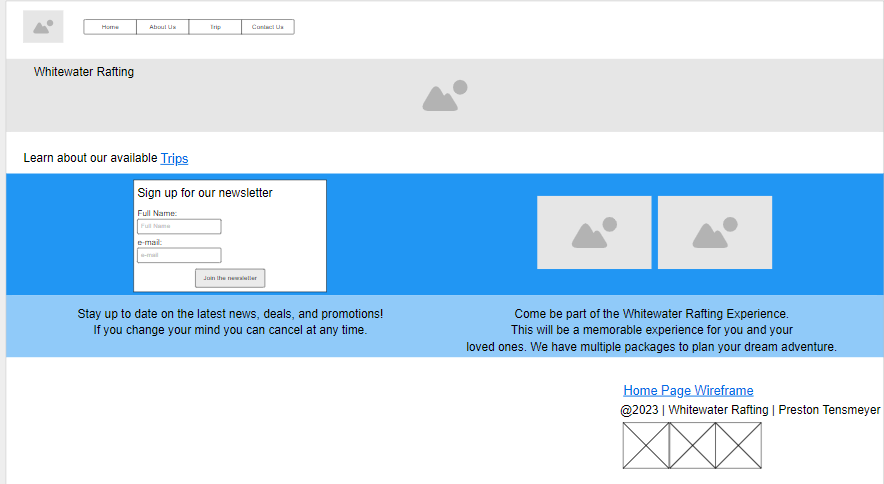 Home About Us Trip Contact Us
Whitewater Rafting
Learn about our available Trips
Sign up for our newsletter
Full Name:
Full Name
e-mail:
e-mail
Join the newsletter
Stay up to date on the latest news, deals, and promotions!
If you change your mind you can cancel at any time.
Come be part of the Whitewater Rafting Experience.
This will be a memorable experience for you and your
loved ones. We have multiple packages to plan your dream adventure.
Home Page Wireframe
@2023 | Whitewater Rafting | Preston Tensmeyer